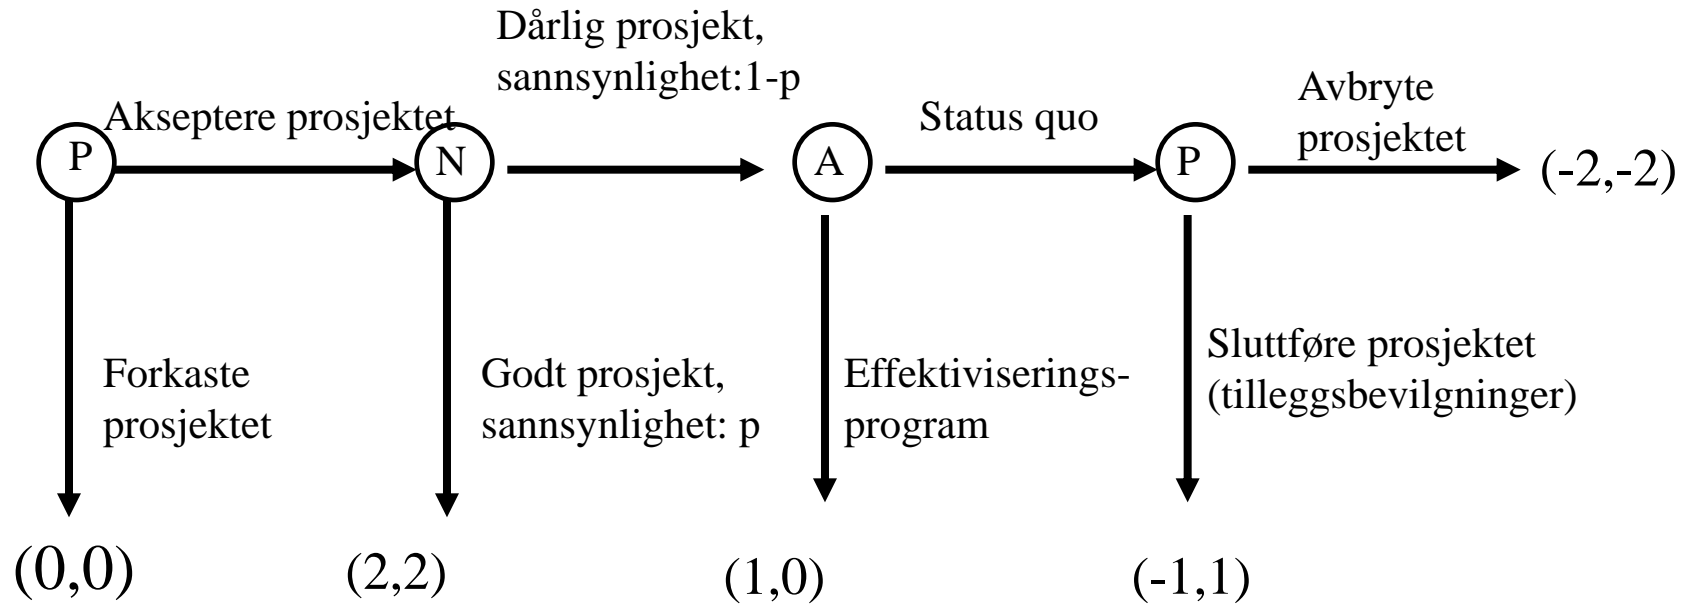 Dårlig prosjekt,
sannsynlighet:1-p
Akseptere prosjektet
Status quo
Avbryte
prosjektet
P
N
A
P
(-2,-2)
Forkaste
prosjektet
Godt prosjekt,
sannsynlighet: p
Effektiviserings-
program
Sluttføre prosjektet
(tilleggsbevilgninger)
(0,0)
(2,2)
(1,0)
(-1,1)